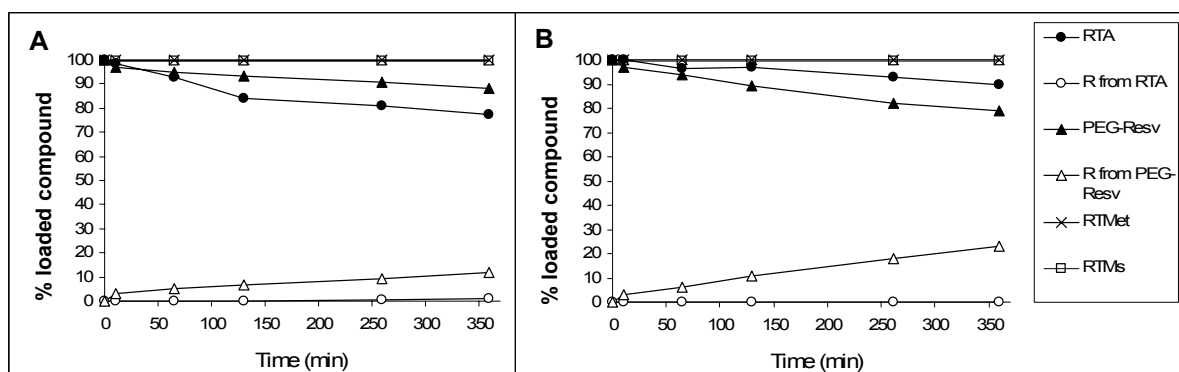 A
100
90
80
70
60
50
40
30
20
10
0
% loaded compound
0 50 100 150 200 250 300 350
Time (min)
B
100
90
80
70
60
50
40
30
20
10
0
% loaded compound
0 50 100 150 200 250 300 350
Time (min)
RTA
R from RTA
PEG-Resv
R from PEG-
Resv
RTMet
RTMs